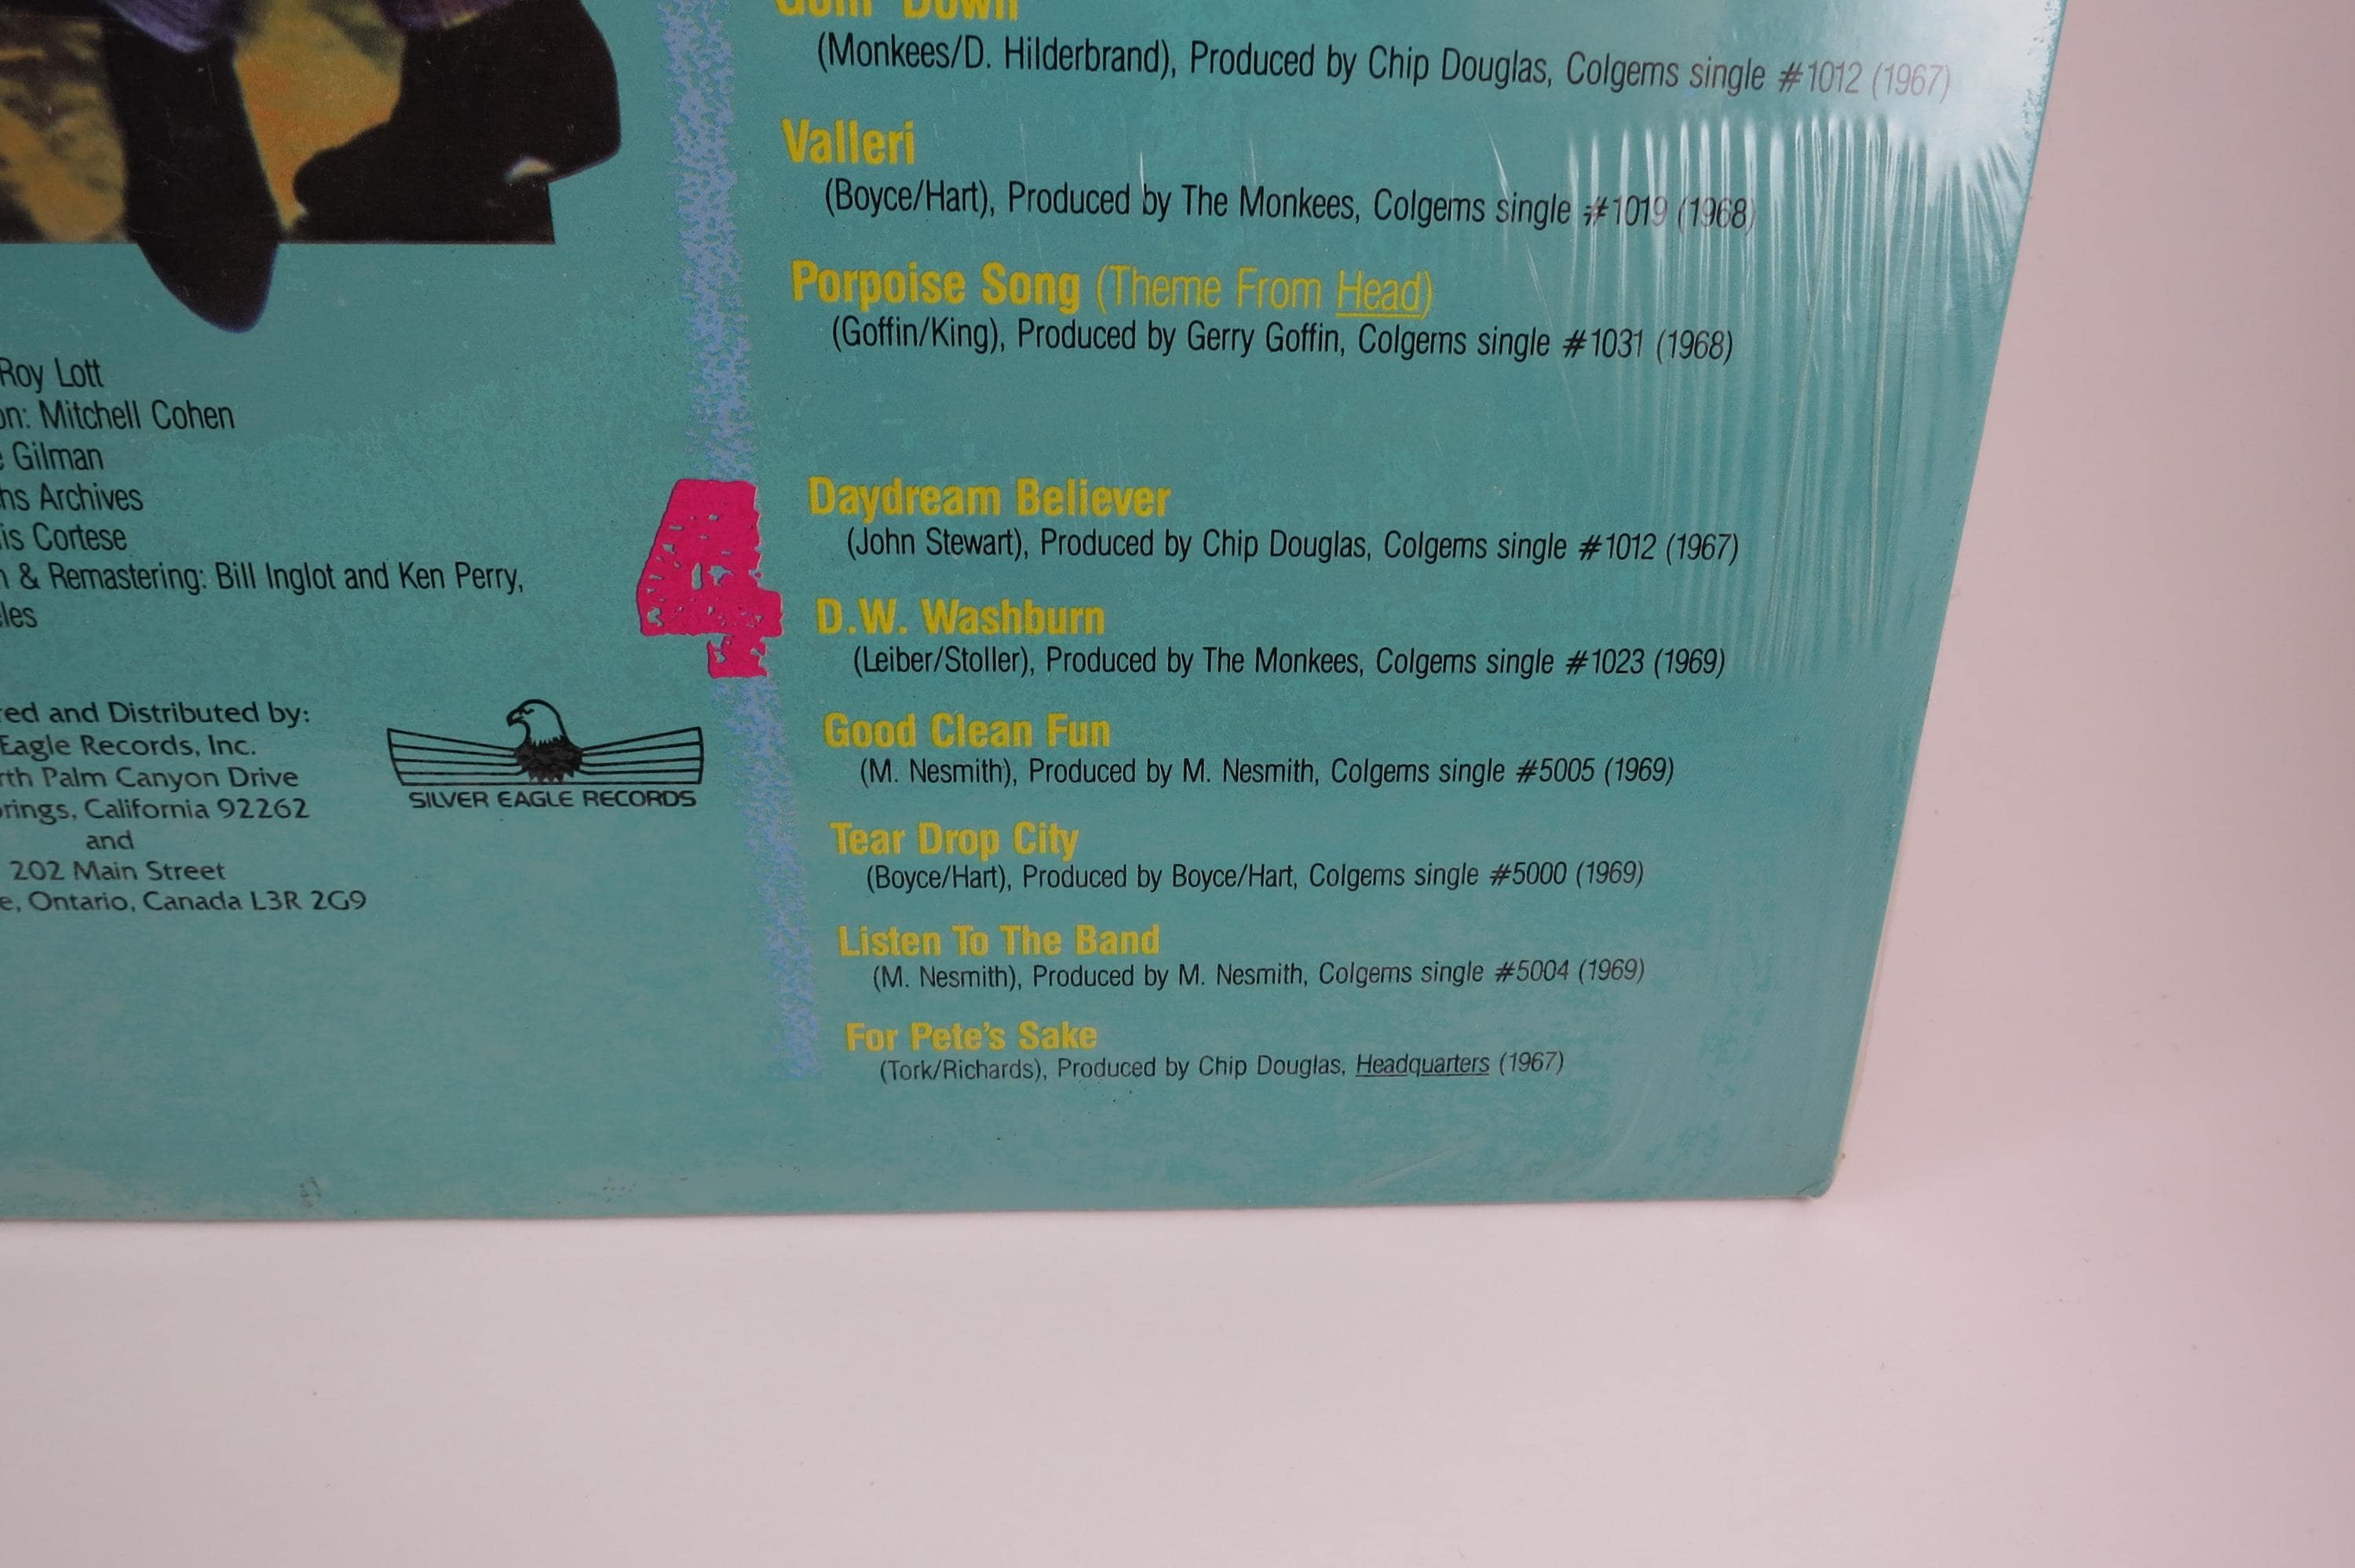 Goin' Down
(Monkees/D. Hilderbrand), Produced by Chip Douglas, Colgems single #1012 (1967)
Valleri
(Boyce/Hart), Produced by The Monkees, Colgems single #1019 (1968)
Porpoise Song (Theme From Head)
(Goffin/King), Produced by Gerry Goffin, Colgems single #1031 (1968)
4
Daydream Believer
(John Stewart), Produced by Chip Douglas, Colgems single #1012 (1967)
D.W. Washburn
(Leiber/Stoller), Produced by The Monkees, Colgems single #1023 (1969)
Good Clean Fun
(M. Nesmith), Produced by M. Nesmith, Colgems single #5005 (1969)
Tear Drop City
(Boyce/Hart), Produced by Boyce/Hart, Colgems single #5000 (1969)
Listen To The Band
(M. Nesmith), Produced by M. Nesmith, Colgems single #5004 (1969)
For Pete's Sake
(Tork/Richards), Produced by Chip Douglas, Headquarters (1967)
Roy Lott
on: Mitchell Cohen
Gilman
hs Archives
is Cortese
& Remastering: Bill Inglot and Ken Perry,
les
red and Distributed by:
Eagle Records, Inc.
rth Palm Canyon Drive
rings, California 92262
and
202 Main Street
e, Ontario, Canada L3R 2G9
SILVER EAGLE RECORDS